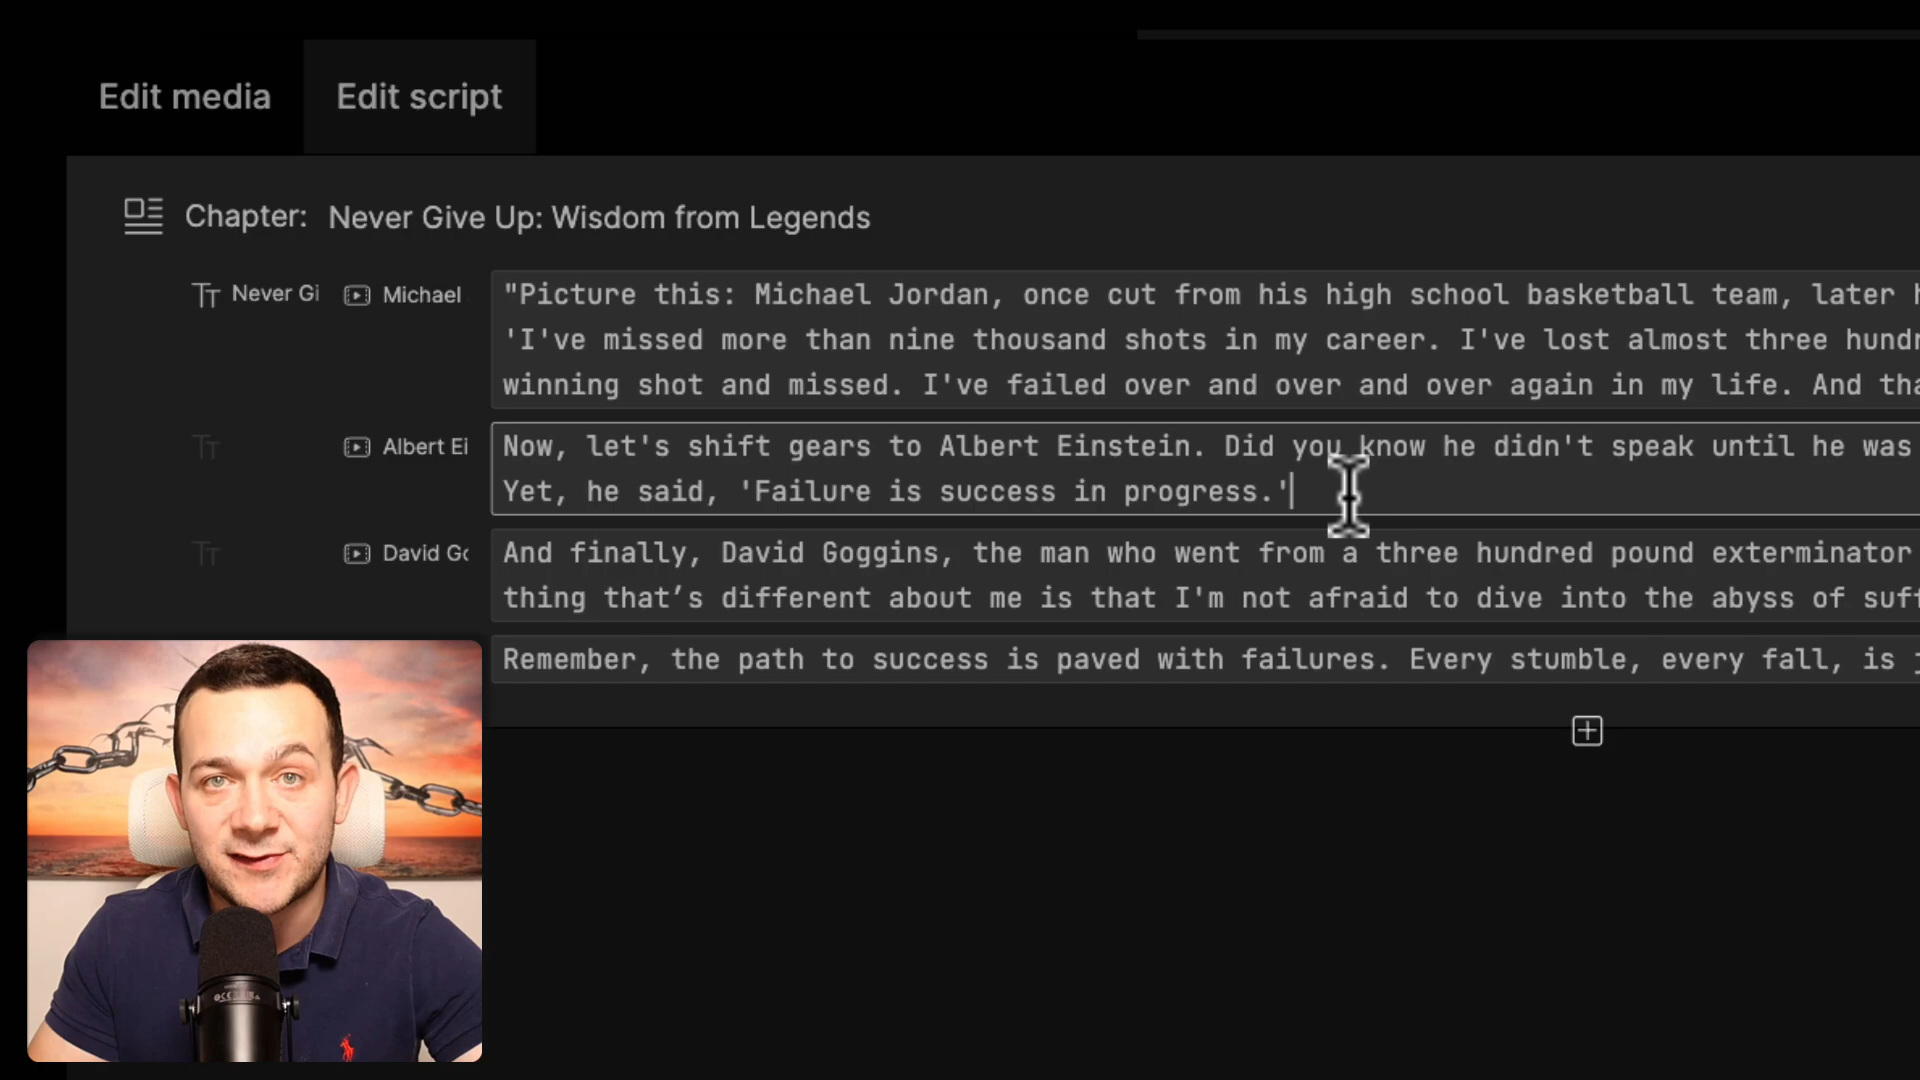 Edit media
Edit script
Chapter: Never Give Up: Wisdom from Legends
Never Gi
Michael
"Picture this: Michael Jordan, once cut from his high school basketball team, later h
'I've missed more than nine thousand shots in my career. I've lost almost three hundr
winning shot and missed. I've failed over and over and over again in my life. And tha
Albert Ei
Now, let's shift gears to Albert Einstein. Did you know he didn't speak until he was
Yet, he said, 'Failure is success in progress.'
David Go
And finally, David Goggins, the man who went from a three hundred pound exterminator
thing that’s different about me is that I'm not afraid to dive into the abyss of suff
Remember, the path to success is paved with failures. Every stumble, every fall, is j